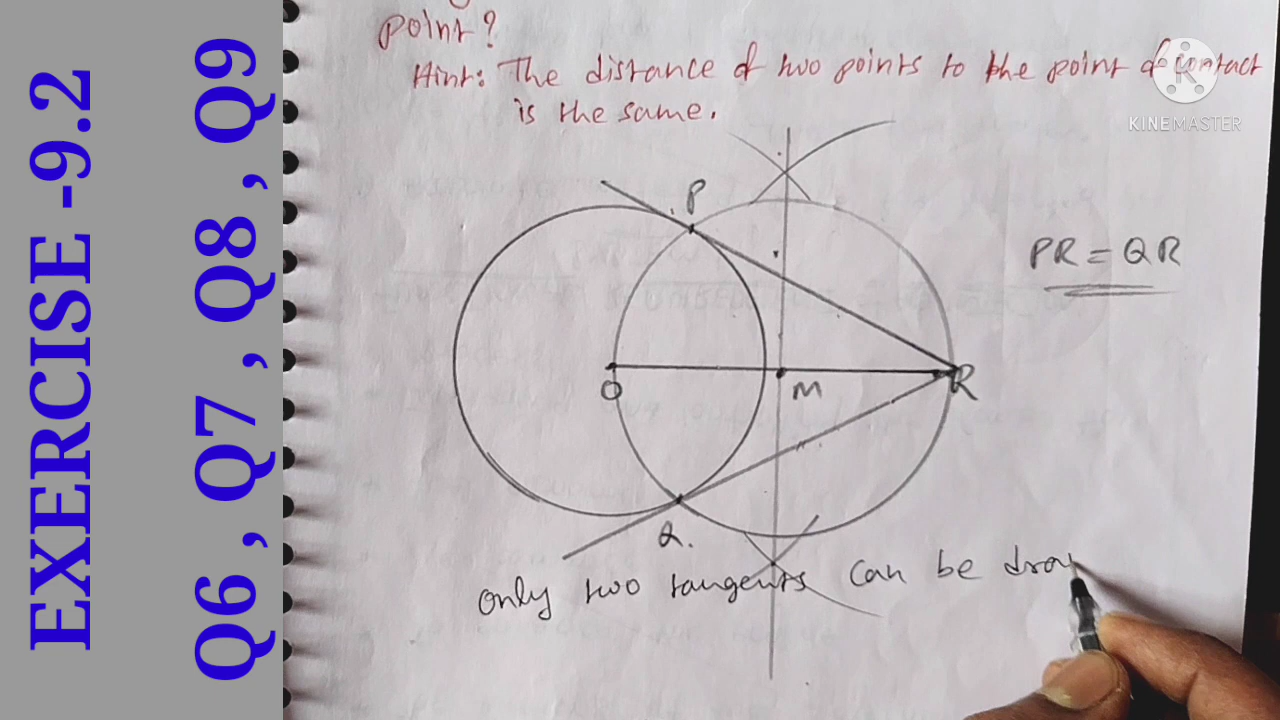 EXERCISE -9.2
Q6 , Q7 , Q8 , Q9
point?
Hint: The distance of two points to the point of contact
is the same.
KINEMASTER
P
PR = QR
O
M
R
Q.
only two tangents can be draw